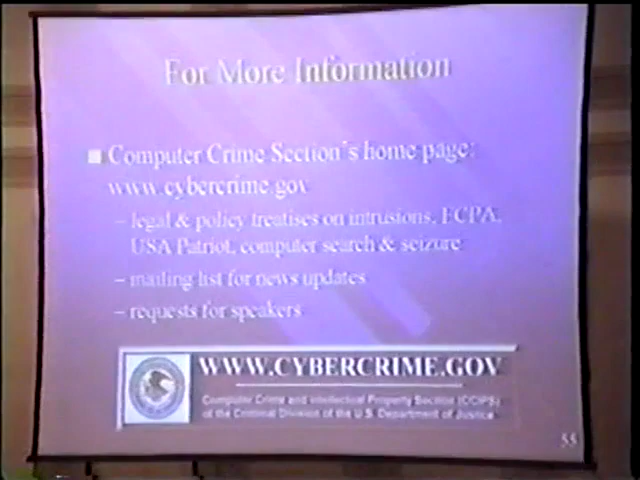 For More Information
■ Computer Crime Section's home page:
www.cybercrime.gov
– legal & policy treatises on intrusions, ECPA,
USA Patriot, computer search & seizure
– mailing list for news updates
– requests for speakers
WWW.CYBERCRIME.GOV
Computer Crime and Intellectual Property Section (CCIPS)
of the Criminal Division of the U.S. Department of Justice
55